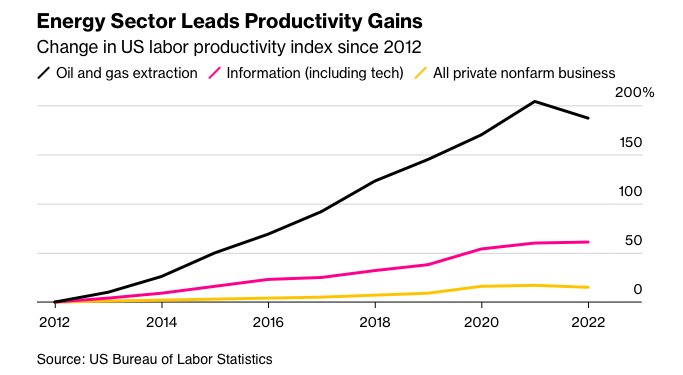 Energy Sector Leads Productivity Gains
Change in US labor productivity index since 2012
Oil and gas extraction Information (including tech) All private nonfarm business
200%
150
100
50
0
2012 2014 2016 2018 2020 2022
Source: US Bureau of Labor Statistics